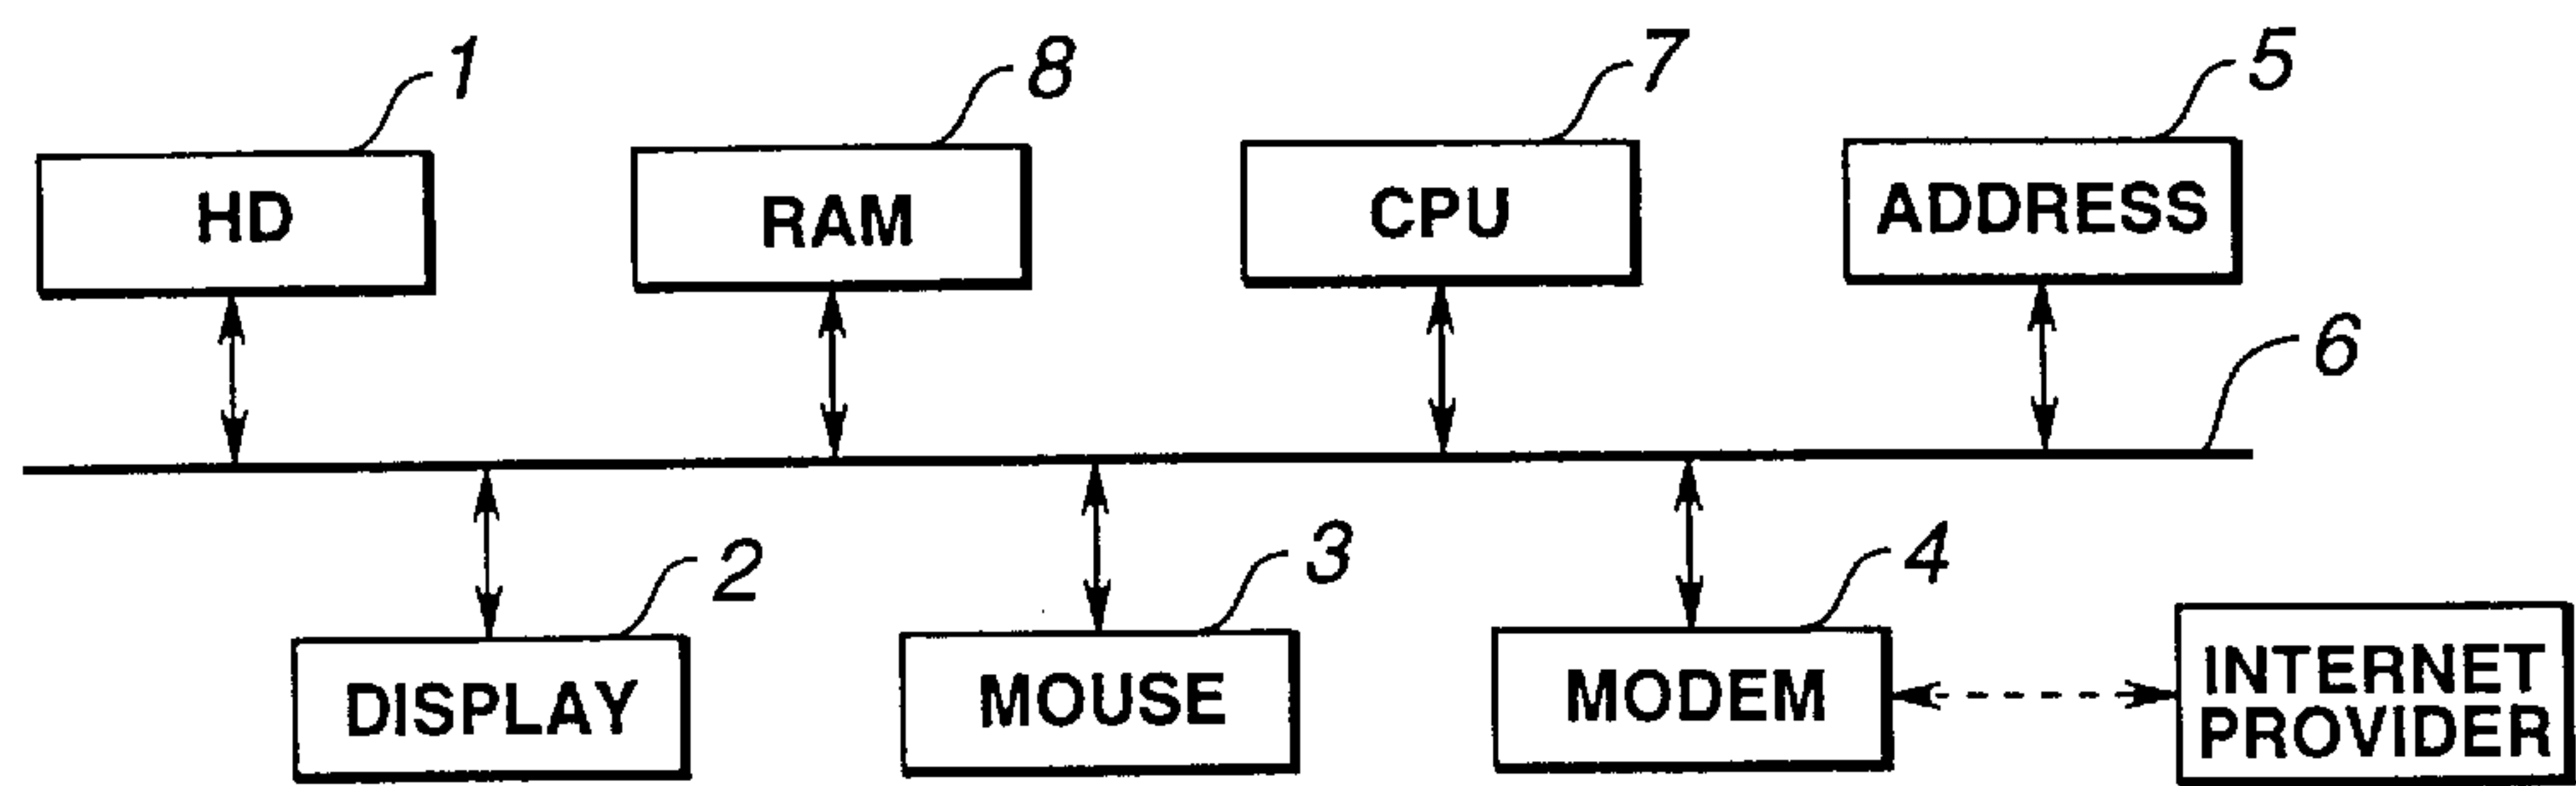 1
8
7
5
HD
RAM
CPU
ADDRESS
6
2
3
4
DISPLAY
MOUSE
MODEM
INTERNET
PROVIDER